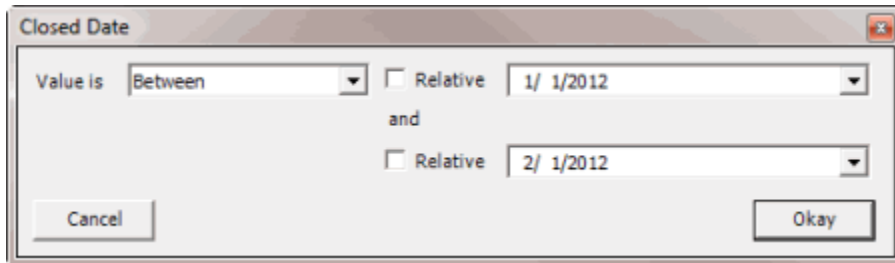 Closed Date
Value is Between Relative 1/ 1/2012
and
Relative 2/ 1/2012
Cancel Okay